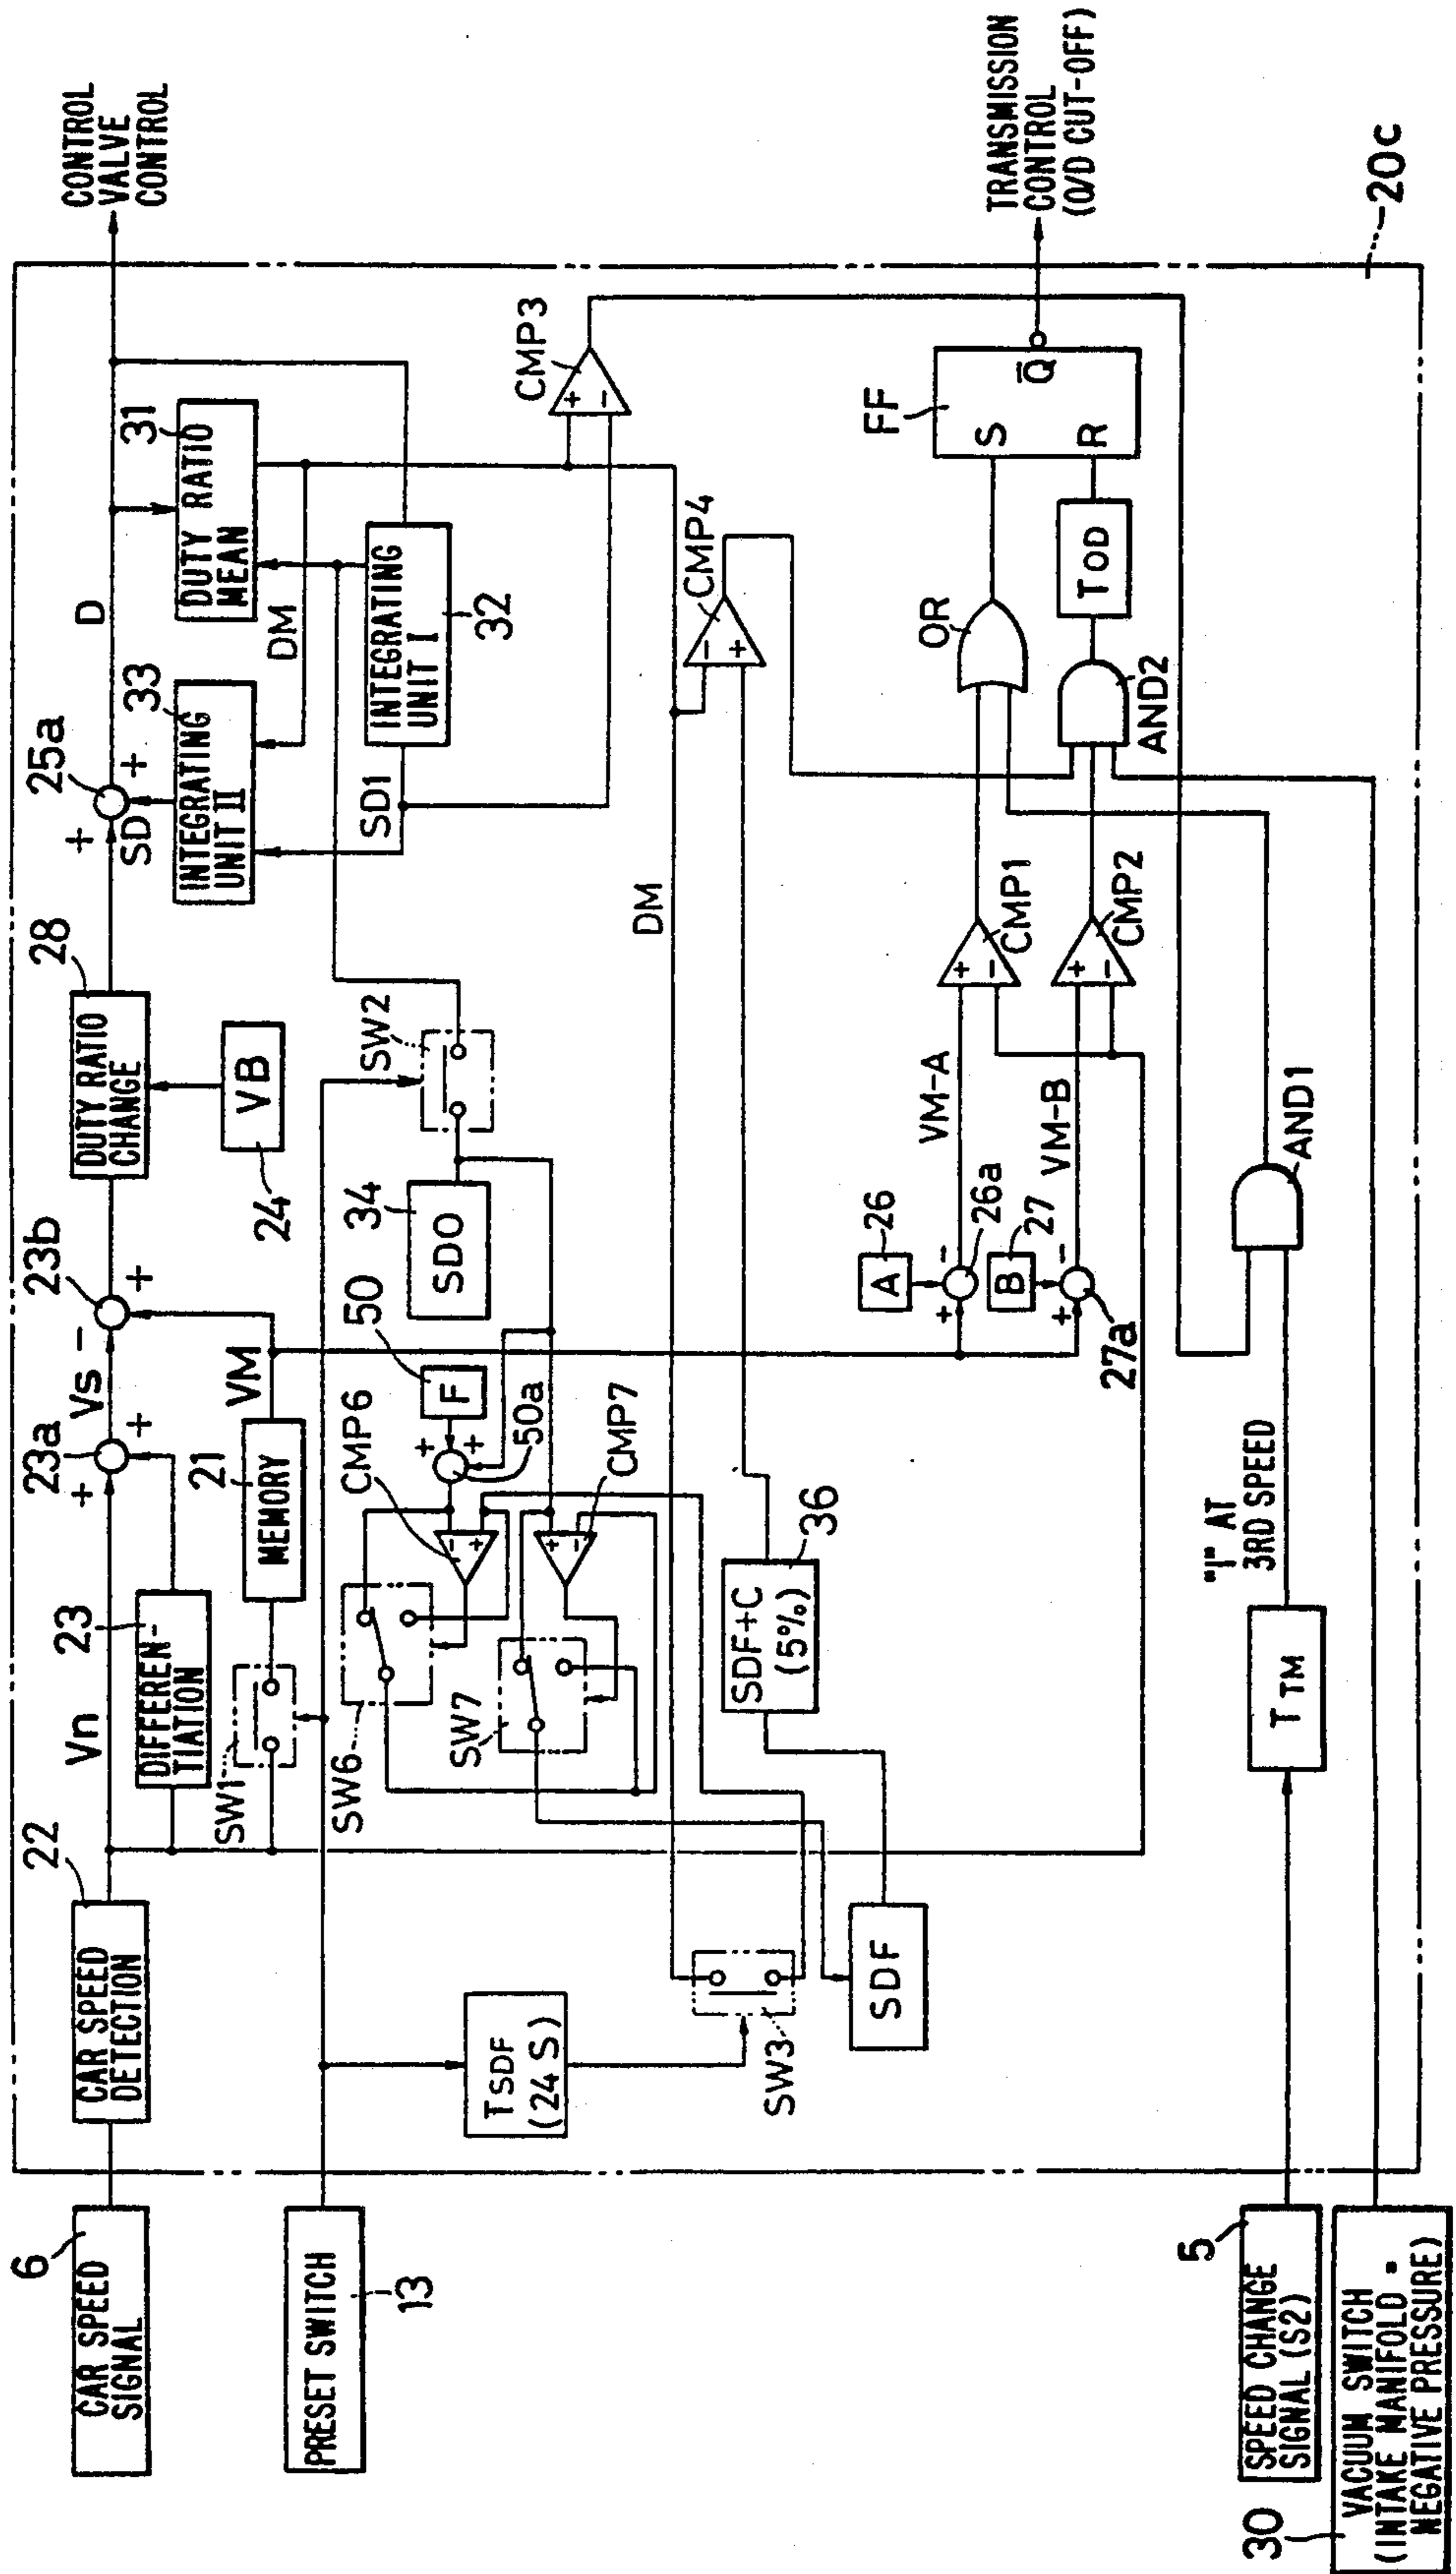 6
CAR SPEED
SIGNAL
22
CAR SPEED
DETECTION
Vn
23
DIFFEREN-
TIATION
SW1
21
MEMORY
VM
23a
+
+
Vs
23b
-
+
28
DUTY RATIO
CHANGE
VB
24
25a
+
+
SD
33
INTEGRATING
UNIT II
D
31
DUTY RATIO
MEAN
DM
INTEGRATING
UNIT I
32
SD1
CONTROL
VALVE
CONTROL
PRESET SWITCH
13
TSDF
(24 S)
SW3
SW6
SW7
CMP6
-
+
CMP7
+
-
50
F
50a
+
+
34
SDO
SW2
SDF
SDF+C
(5%)
36
DM
CMP4
-
+
CMP3
+
-
26
A
26a
+
-
27
B
27a
+
-
VM-A
VM-B
CMP1
+
-
CMP2
+
-
OR
AND2
TOD
FF
S
R
Q̅
TRANSMISSION
CONTROL
(O/D CUT-OFF)
5
SPEED CHANGE
SIGNAL (S2)
TTM
"1" AT
3RD SPEED
AND1
30
VACUUM SWITCH
(INTAKE MANIFOLD =
NEGATIVE PRESSURE)
20c